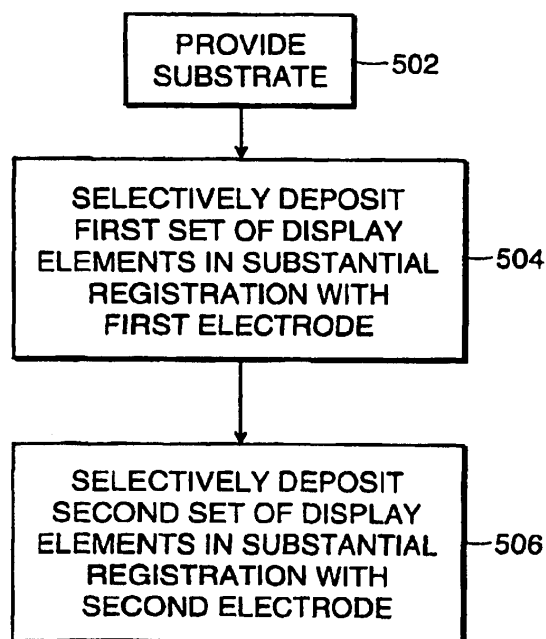 PROVIDE
SUBSTRATE
502
SELECTIVELY DEPOSIT
FIRST SET OF DISPLAY
ELEMENTS IN SUBSTANTIAL
REGISTRATION WITH
FIRST ELECTRODE
504
SELECTIVELY DEPOSIT
SECOND SET OF DISPLAY
ELEMENTS IN SUBSTANTIAL
REGISTRATION WITH
SECOND ELECTRODE
506